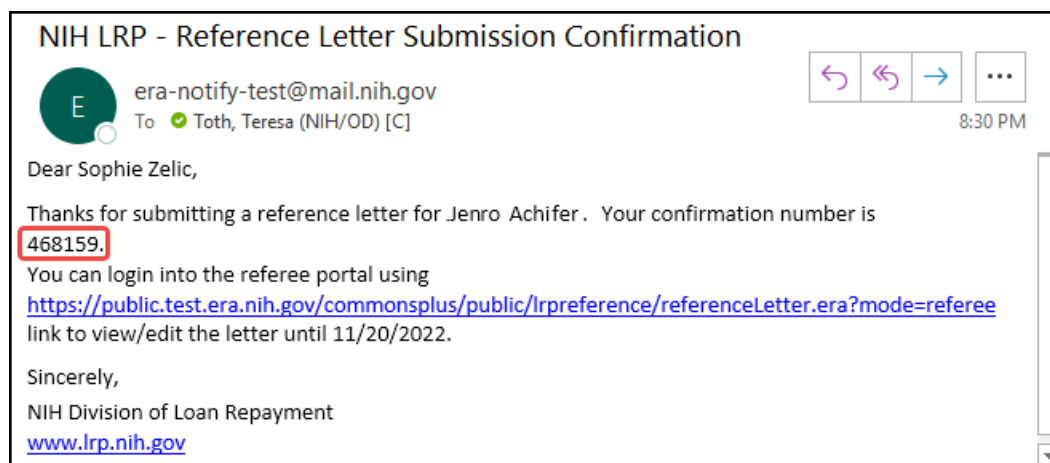 NIH LRP - Reference Letter Submission Confirmation
E
era-notify-test@mail.nih.gov
To Toth, Teresa (NIH/OD) [C]
8:30 PM
Dear Sophie Zelic,
Thanks for submitting a reference letter for Jenro Achifer. Your confirmation number is
468159.
You can login into the referee portal using
https://public.test.era.nih.gov/commonsplus/public/lrpreference/referenceLetter.era?mode=referee
link to view/edit the letter until 11/20/2022.
Sincerely,
NIH Division of Loan Repayment
www.lrp.nih.gov